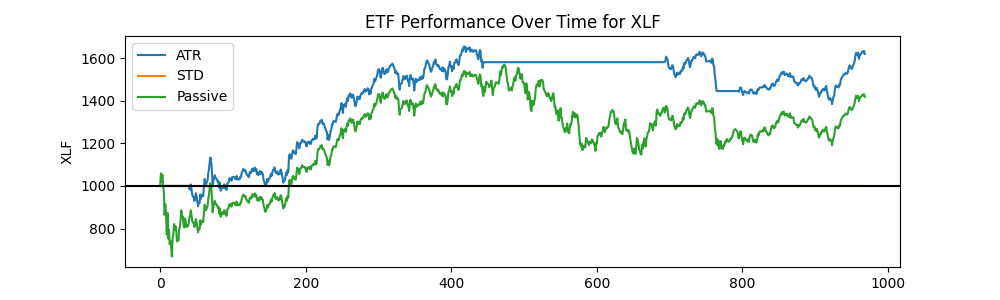 ETF Performance Over Time for XLF
ATR
STD
Passive
XLF
1600
1400
1200
1000
800
0 200 400 600 800 1000